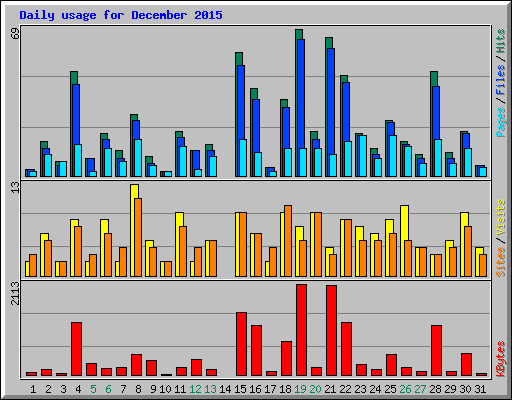 Daily usage for December 2015
69
Pages / Files / Hits
13
Sites / Visits
2113
KBytes
1 2 3 4 5 6 7 8 9 10 11 12 13 14 15 16 17 18 19 20 21 22 23 24 25 26 27 28 29 30 31